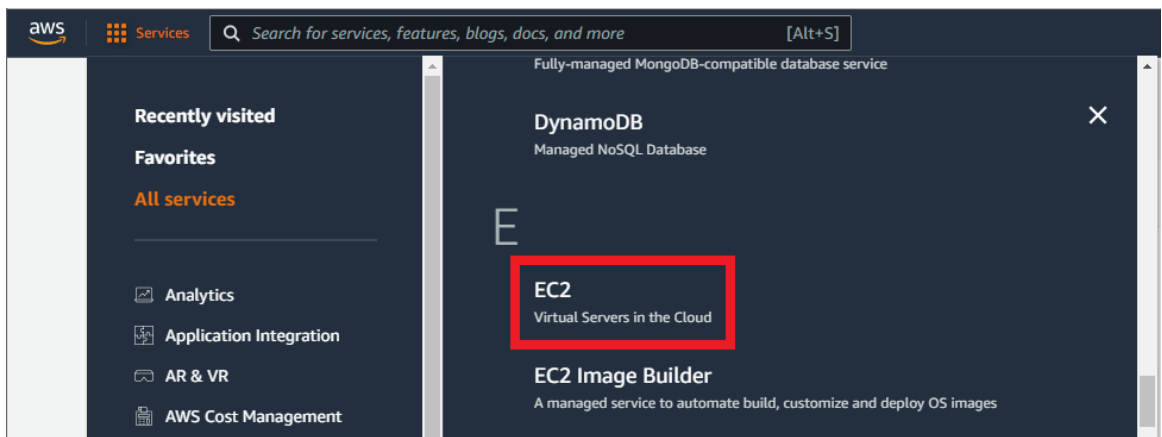 aws
Services
Search for services, features, blogs, docs, and more
[Alt+S]
Recently visited
Favorites
All services
Analytics
Application Integration
AR & VR
AWS Cost Management
Fully-managed MongoDB-compatible database service
DynamoDB
Managed NoSQL Database
E
EC2
Virtual Servers in the Cloud
EC2 Image Builder
A managed service to automate build, customize and deploy OS images